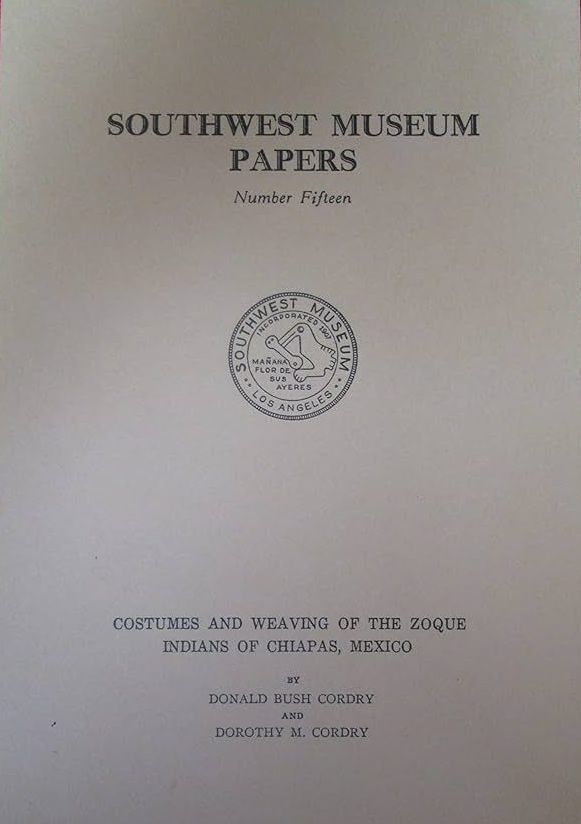 SOUTHWEST MUSEUM
PAPERS
Number Fifteen
SOUTHWEST MUSEUM
INCORPORATED 1907
MAÑANA
FLOR DE
SUS
AYERES
LOS ANGELES
COSTUMES AND WEAVING OF THE ZOQUE
INDIANS OF CHIAPAS, MEXICO
BY
DONALD BUSH CORDRY
AND
DOROTHY M. CORDRY